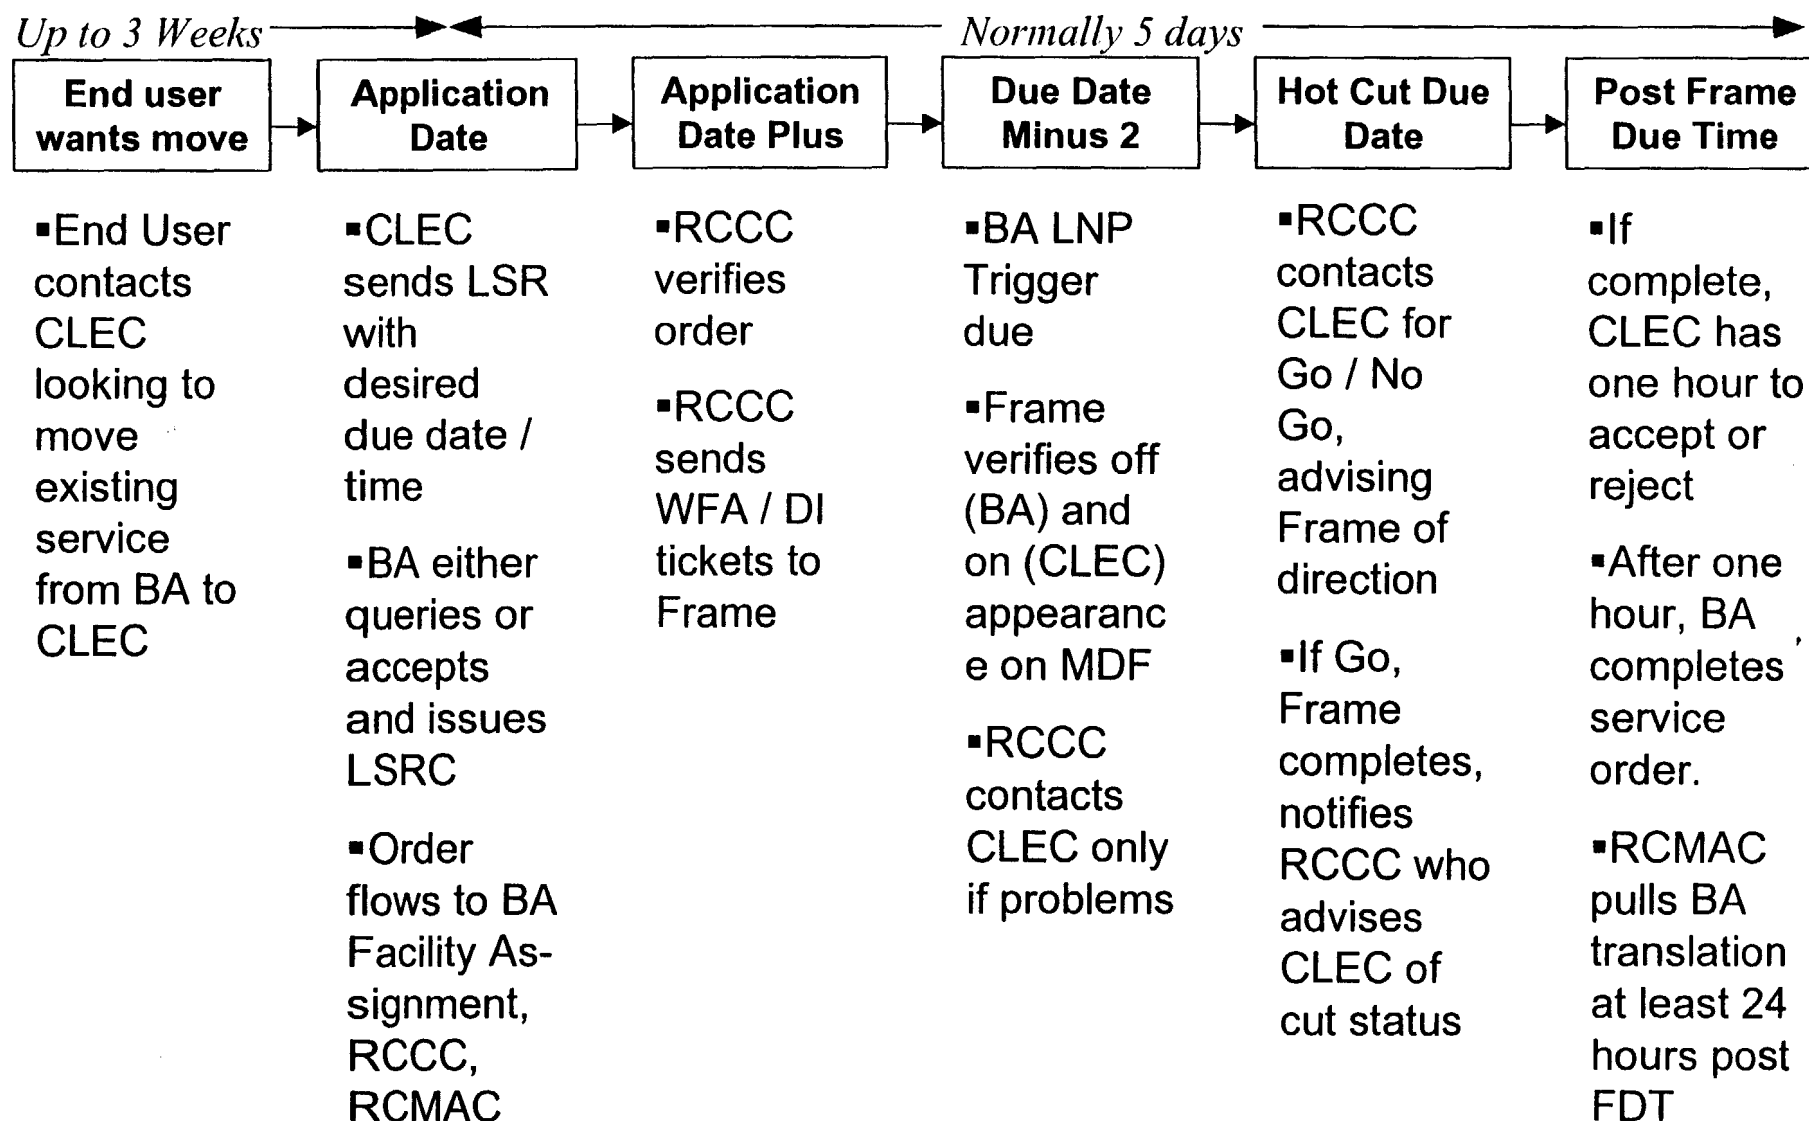 Up to 3 Weeks
Normally 5 days
End user
wants move
Application
Date
Application
Date Plus
Due Date
Minus 2
Hot Cut Due
Date
Post Frame
Due Time
▪End User
contacts
CLEC
looking to
move
existing
service
from BA to
CLEC
▪CLEC
sends LSR
with
desired
due date /
time
▪BA either
queries or
accepts
and issues
LSRC
▪Order
flows to BA
Facility As-
signment,
RCCC,
RCMAC
▪RCCC
verifies
order
▪RCCC
sends
WFA / DI
tickets to
Frame
▪BA LNP
Trigger
due
▪Frame
verifies off
(BA) and
on (CLEC)
appearanc
e on MDF
▪RCCC
contacts
CLEC only
if problems
▪RCCC
contacts
CLEC for
Go / No
Go,
advising
Frame of
direction
▪If Go,
Frame
completes,
notifies
RCCC who
advises
CLEC of
cut status
▪If
complete,
CLEC has
one hour to
accept or
reject
▪After one
hour, BA
completes
service
order.
▪RCMAC
pulls BA
translation
at least 24
hours post
FDT